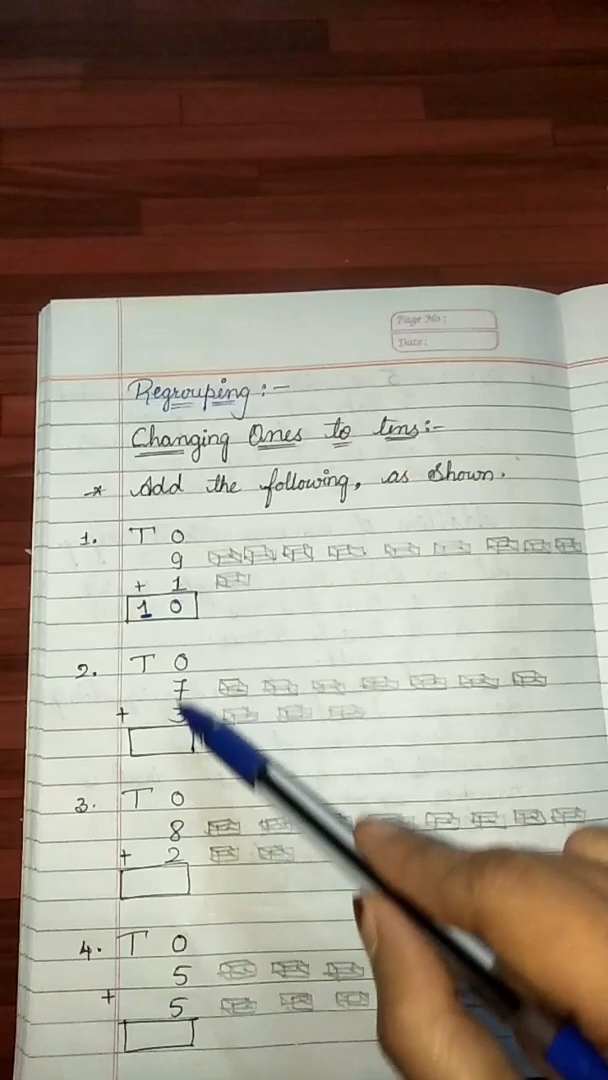 Page No:
Date:
Regrouping :-
Changing Ones to tens:-
* Add the following, as Shown.
1. T O
9
+ 1
1 0
2. T O
7
+ 3
3. T O
8
+ 2
4. T O
5
+ 5